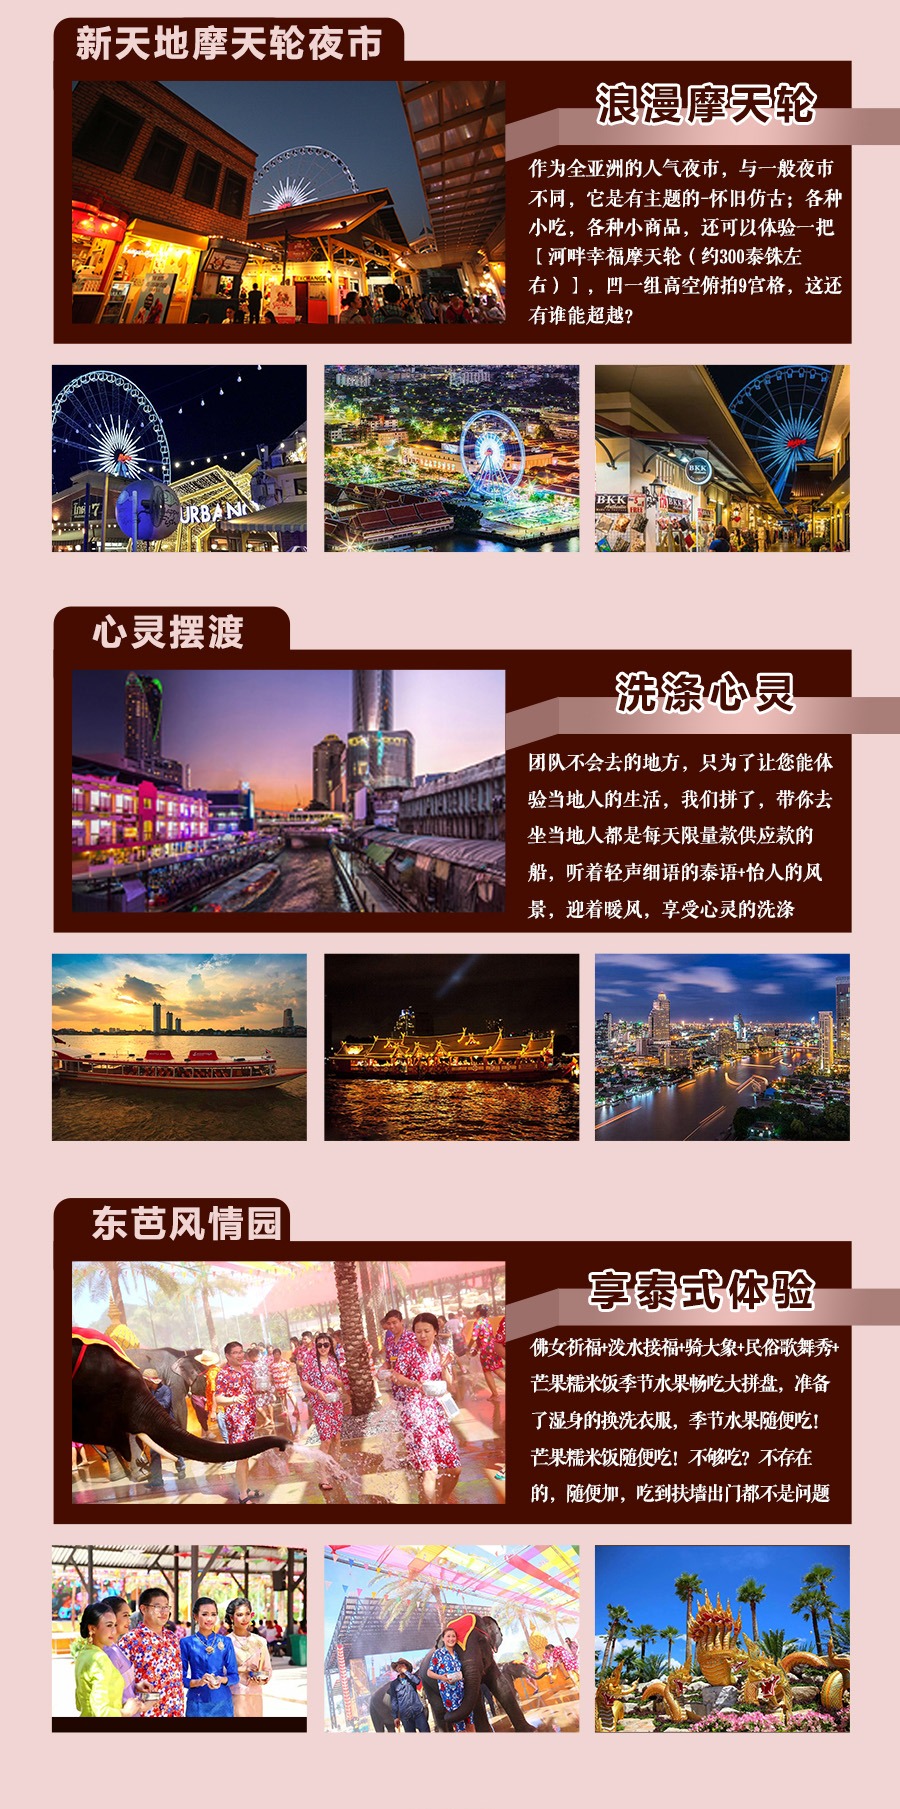 新天地摩天轮夜市
浪漫摩天轮
作为全亚洲的人气夜市，与一般夜市
不同，它是有主题的-怀旧仿古；各种
小吃，各种小商品，还可以体验一把
［河畔幸福摩天轮（约300泰铢左
右）］，凹一组高空俯拍9宫格，这还
有谁能超越？
EXCHANGE
URBAN
BKK
BKK
FREE
心灵摆渡
洗涤心灵
团队不会去的地方，只为了让您能体
验当地人的生活，我们拼了，带你去
坐当地人都是每天限量款供应款的
船，听着轻声细语的泰语+怡人的风
景，迎着暖风，享受心灵的洗涤
东芭风情园
享泰式体验
佛女祈福+泼水接福+骑大象+民俗歌舞秀+
芒果糯米饭季节水果畅吃大拼盘，准备
了湿身的换洗衣服，季节水果随便吃！
芒果糯米饭随便吃！不够吃？不存在
的，随便加，吃到扶墙出门都不是问题